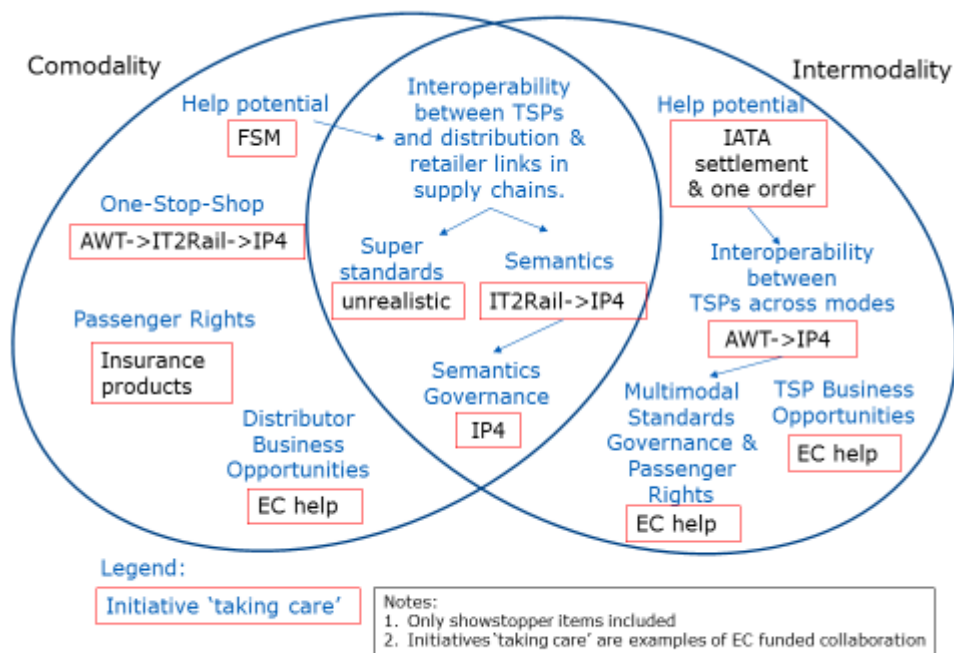 Comodality
Help potential
FSM
One-Stop-Shop
AWT->IT2Rail->IP4
Passenger Rights
Insurance
products
Distributor
Business
Opportunities
EC help
Interoperability
between TSPs
and distribution &
retailer links in
supply chains.
Super
standards
unrealistic
Semantics
IT2Rail->IP4
Semantics
Governance
IP4
Intermodality
Help potential
IATA
settlement
& one order
Interoperability
between
TSPs across modes
AWT->IP4
Multimodal
Standards
Governance &
Passenger
Rights
EC help
TSP Business
Opportunities
EC help
Legend:
Initiative ‘taking care’
Notes:
1. Only showstopper items included
2. Initiatives ‘taking care’ are examples of EC funded collaboration